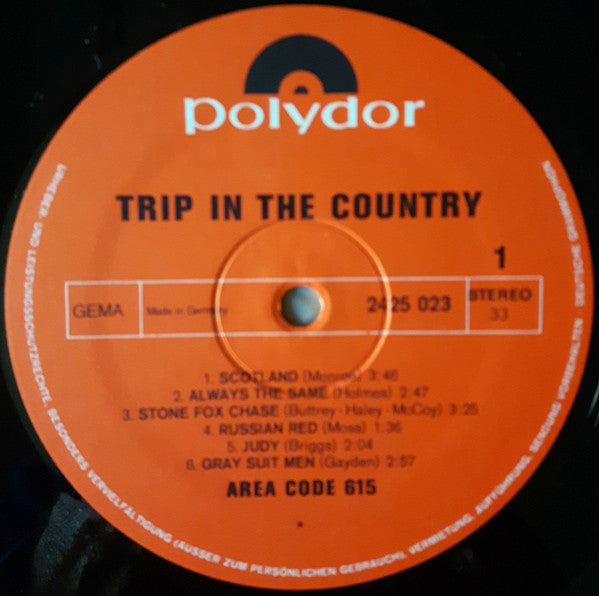 polydor
TRIP IN THE COUNTRY
1
GEMA
Made in Germany
2425 023
STEREO
33
1. SCOTLAND (Monroe) 3:46
2. ALWAYS THE SAME (Holmes) 2:47
3. STONE FOX CHASE (Buttrey · Haley · McCoy) 3:25
4. RUSSIAN RED (Moss) 1:36
5. JUDY (Briggs) 2:04
6. GRAY SUIT MEN (Gayden) 2:57
AREA CODE 615
*
URHEBER- UND LEISTUNGSSCHUTZRECHTE, BESONDERS VERVIELFÄLTIGUNG (AUSSER ZUM PERSÖNLICHEN GEBRAUCH), VERMIETUNG, AUFFÜHRUNG, SENDUNG VORBEHALTEN · DEUTSCHE GRAMMOPHON